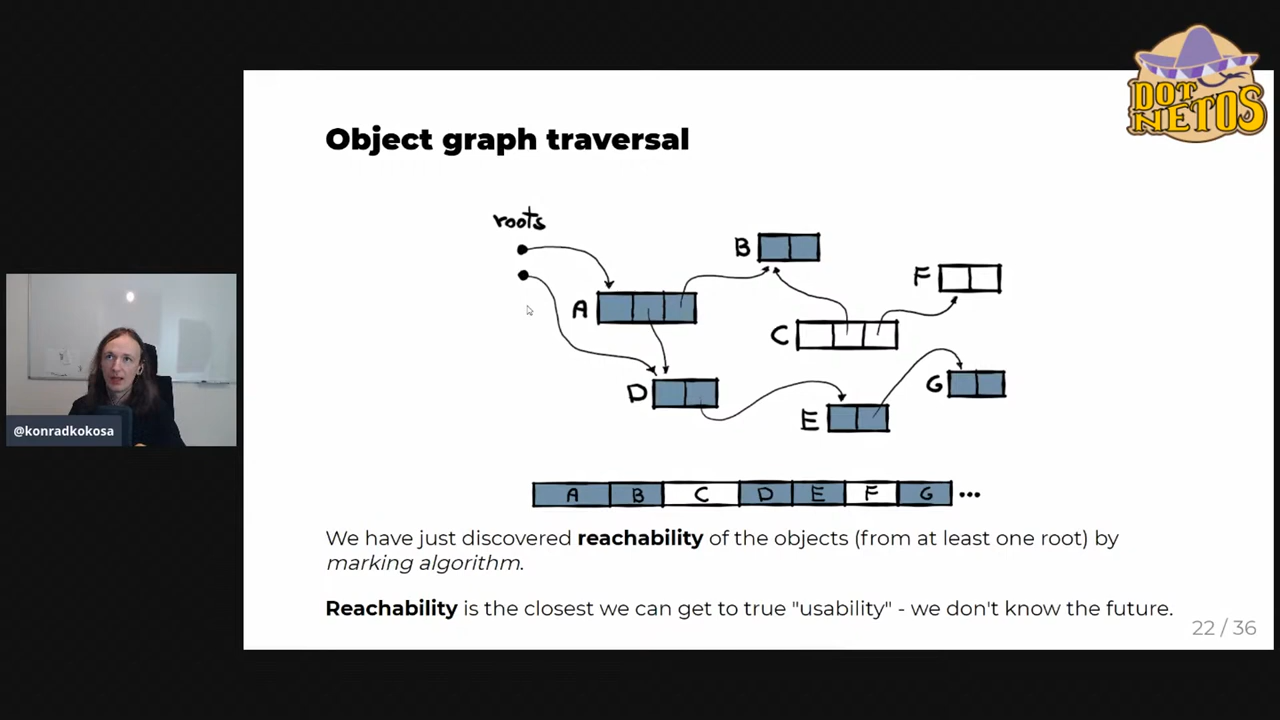 DOT
NETOS
Object graph traversal
roots
B
F
A
C
D
G
E
@konradkokosa
A B C D E F G ...
We have just discovered reachability of the objects (from at least one root) by
marking algorithm.
Reachability is the closest we can get to true "usability" - we don't know the future.
22 / 36